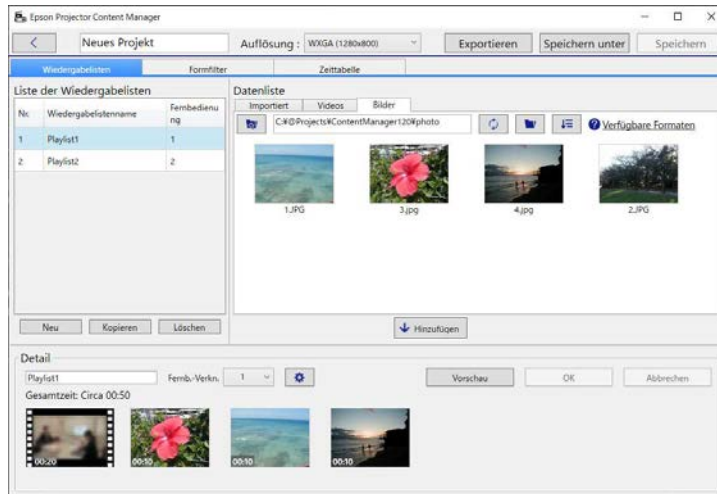 Epson Projector Content Manager
Neues Projekt
Auflösung :
WXGA (1280x800)
Exportieren
Speichern unter
Speichern
Wiedergabelisten
Formfilter
Zeittabelle
Liste der Wiedergabelisten
Nr.
Wiedergabelistenname
Fernbedienu
ng
1
Playlist1
1
2
Playlist2
2
Neu
Kopieren
Löschen
Datenliste
Importiert
Videos
Bilder
C:¥@Projects¥ContentManager120¥photo
Verfügbare Formaten
1.JPG
3.jpg
4.jpg
2.JPG
Hinzufügen
Detail
Playlist1
Fernb.-Verkn.
1
Vorschau
OK
Abbrechen
Gesamtzeit: Circa 00:50
00:20
00:10
00:10
00:10